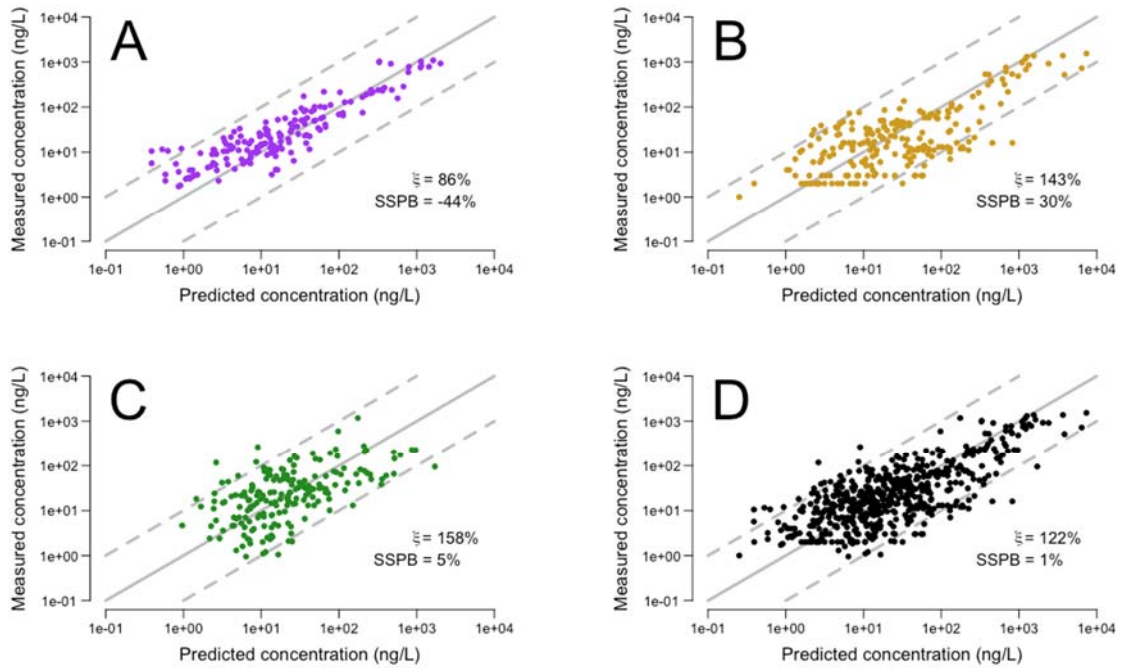 A
Measured concentration (ng/L)
1e+04
1e+03
1e+02
1e+01
1e+00
1e-01
ξ = 86%
SSPB = -44%
1e-01 1e+00 1e+01 1e+02 1e+03 1e+04
Predicted concentration (ng/L)
B
Measured concentration (ng/L)
1e+04
1e+03
1e+02
1e+01
1e+00
1e-01
ξ = 143%
SSPB = 30%
1e-01 1e+00 1e+01 1e+02 1e+03 1e+04
Predicted concentration (ng/L)
C
Measured concentration (ng/L)
1e+04
1e+03
1e+02
1e+01
1e+00
1e-01
ξ = 158%
SSPB = 5%
1e-01 1e+00 1e+01 1e+02 1e+03 1e+04
Predicted concentration (ng/L)
D
Measured concentration (ng/L)
1e+04
1e+03
1e+02
1e+01
1e+00
1e-01
ξ = 122%
SSPB = 1%
1e-01 1e+00 1e+01 1e+02 1e+03 1e+04
Predicted concentration (ng/L)